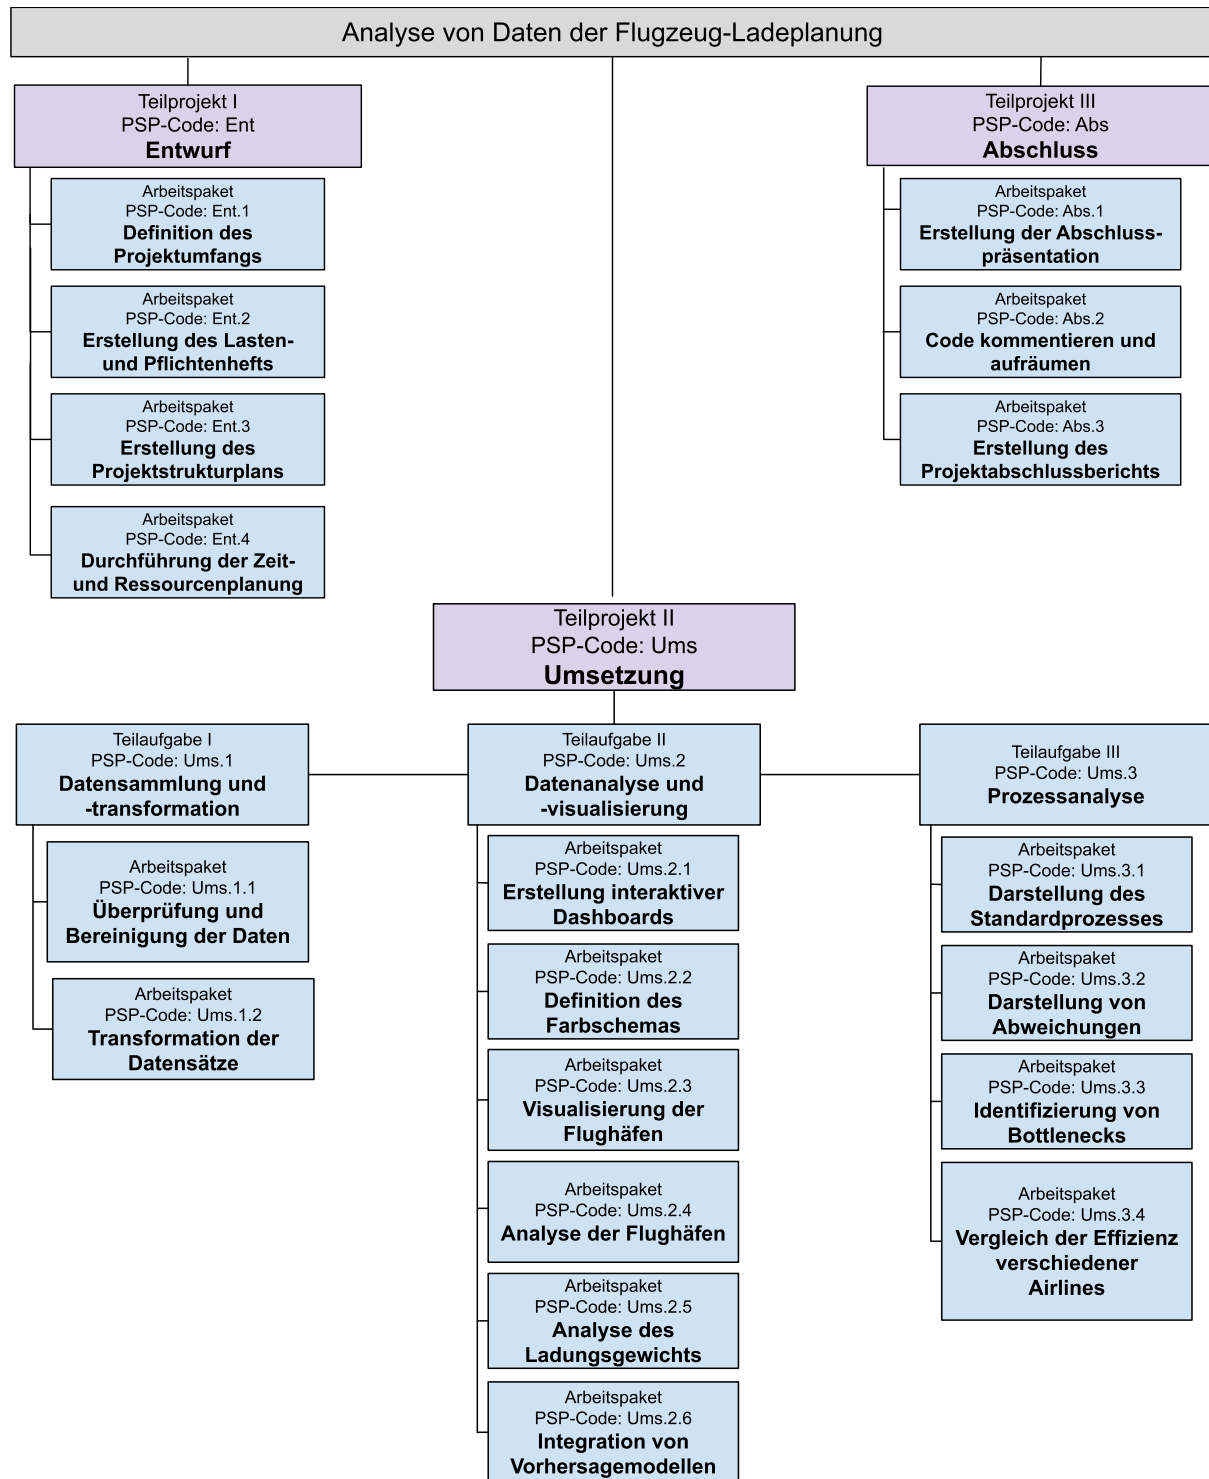 Analyse von Daten der Flugzeug-Ladeplanung
Teilprojekt I
PSP-Code: Ent
Entwurf
Arbeitspaket
PSP-Code: Ent.1
Definition des
Projektumfangs
Arbeitspaket
PSP-Code: Ent.2
Erstellung des Lasten-
und Pflichtenhefts
Arbeitspaket
PSP-Code: Ent.3
Erstellung des
Projektstrukturplans
Arbeitspaket
PSP-Code: Ent.4
Durchführung der Zeit-
und Ressourcenplanung
Teilprojekt III
PSP-Code: Abs
Abschluss
Arbeitspaket
PSP-Code: Abs.1
Erstellung der Abschluss-
präsentation
Arbeitspaket
PSP-Code: Abs.2
Code kommentieren und
aufräumen
Arbeitspaket
PSP-Code: Abs.3
Erstellung des
Projektabschlussberichts
Teilprojekt II
PSP-Code: Ums
Umsetzung
Teilaufgabe I
PSP-Code: Ums.1
Datensammlung und
-transformation
Arbeitspaket
PSP-Code: Ums.1.1
Überprüfung und
Bereinigung der Daten
Arbeitspaket
PSP-Code: Ums.1.2
Transformation der
Datensätze
Teilaufgabe II
PSP-Code: Ums.2
Datenanalyse und
-visualisierung
Arbeitspaket
PSP-Code: Ums.2.1
Erstellung interaktiver
Dashboards
Arbeitspaket
PSP-Code: Ums.2.2
Definition des
Farbschemas
Arbeitspaket
PSP-Code: Ums.2.3
Visualisierung der
Flughäfen
Arbeitspaket
PSP-Code: Ums.2.4
Analyse der Flughäfen
Arbeitspaket
PSP-Code: Ums.2.5
Analyse des
Ladungsgewichts
Arbeitspaket
PSP-Code: Ums.2.6
Integration von
Vorhersagemodellen
Teilaufgabe III
PSP-Code: Ums.3
Prozessanalyse
Arbeitspaket
PSP-Code: Ums.3.1
Darstellung des
Standardprozesses
Arbeitspaket
PSP-Code: Ums.3.2
Darstellung von
Abweichungen
Arbeitspaket
PSP-Code: Ums.3.3
Identifizierung von
Bottlenecks
Arbeitspaket
PSP-Code: Ums.3.4
Vergleich der Effizienz
verschiedener
Airlines